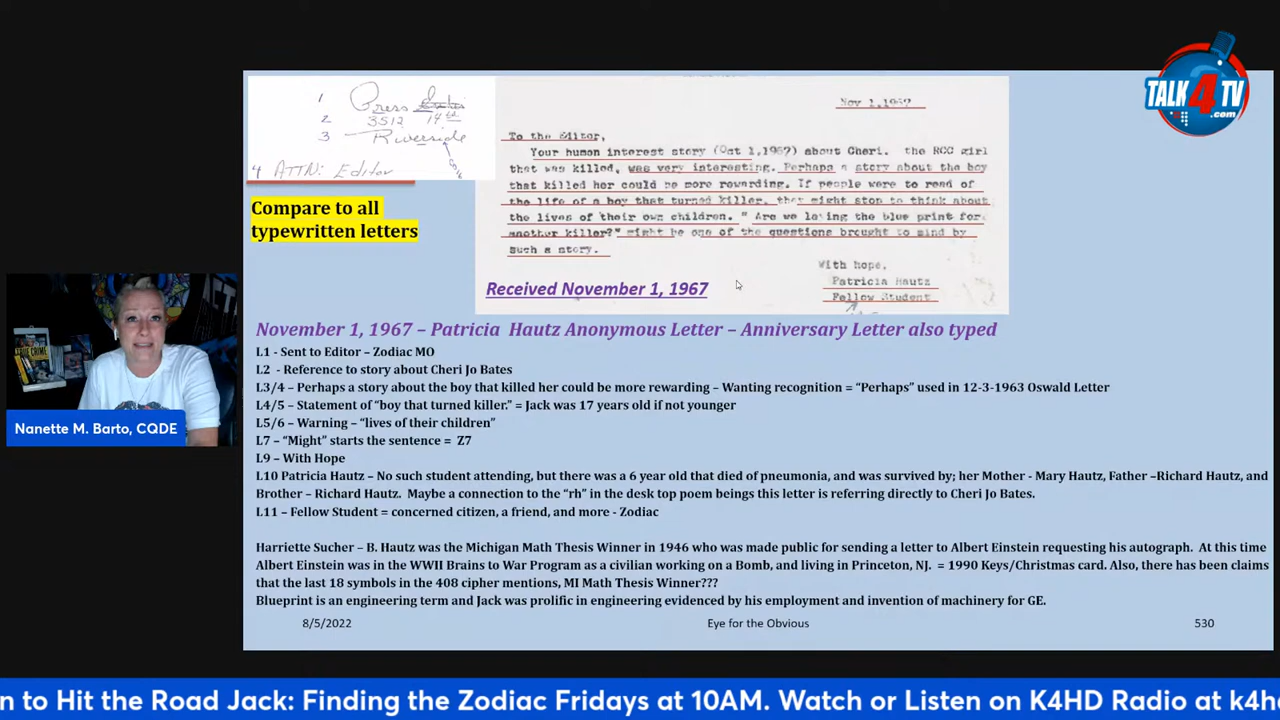 TALK
4
TV
.com
1 Press
2 3512 14th
3 Riverside
4 ATTN: Editor
Compare to all
typewritten letters
Nov 1,1967
To the Editor,
Your human interest story (Oct 1,1967) about Cheri. the RCC girl
that was killed, was very interesting. Perhaps a story about the boy
that killed her could be more rewarding. If people were to read of
the life of a boy that turned killer, they might stop to think about
the lives of their own children. " Are we laying the blue print for
another killer?" might be one of the questions brought to mind by
such a story.
With hope,
Patricia Hautz
Fellow Student
Received November 1, 1967
November 1, 1967 – Patricia Hautz Anonymous Letter – Anniversary Letter also typed
L1 - Sent to Editor – Zodiac MO
L2 - Reference to story about Cheri Jo Bates
L3/4 – Perhaps a story about the boy that killed her could be more rewarding – Wanting recognition = “Perhaps” used in 12-3-1963 Oswald Letter
L4/5 – Statement of “boy that turned killer.” = Jack was 17 years old if not younger
L5/6 – Warning – “lives of their children”
L7 – “Might” starts the sentence = Z7
L9 – With Hope
L10 Patricia Hautz – No such student attending, but there was a 6 year old that died of pneumonia, and was survived by; her Mother - Mary Hautz, Father –Richard Hautz, and
Brother – Richard Hautz. Maybe a connection to the “rh” in the desk top poem beings this letter is referring directly to Cheri Jo Bates.
L11 – Fellow Student = concerned citizen, a friend, and more - Zodiac
Harriette Sucher – B. Hautz was the Michigan Math Thesis Winner in 1946 who was made public for sending a letter to Albert Einstein requesting his autograph. At this time
Albert Einstein was in the WWII Brains to War Program as a civilian working on a Bomb, and living in Princeton, NJ. = 1990 Keys/Christmas card. Also, there has been claims
that the last 18 symbols in the 408 cipher mentions, MI Math Thesis Winner???
Blueprint is an engineering term and Jack was prolific in engineering evidenced by his employment and invention of machinery for GE.
8/5/2022 Eye for the Obvious 530
CRIME
Nanette M. Barto, CQDE
n to Hit the Road Jack: Finding the Zodiac Fridays at 10AM. Watch or Listen on K4HD Radio at k4h